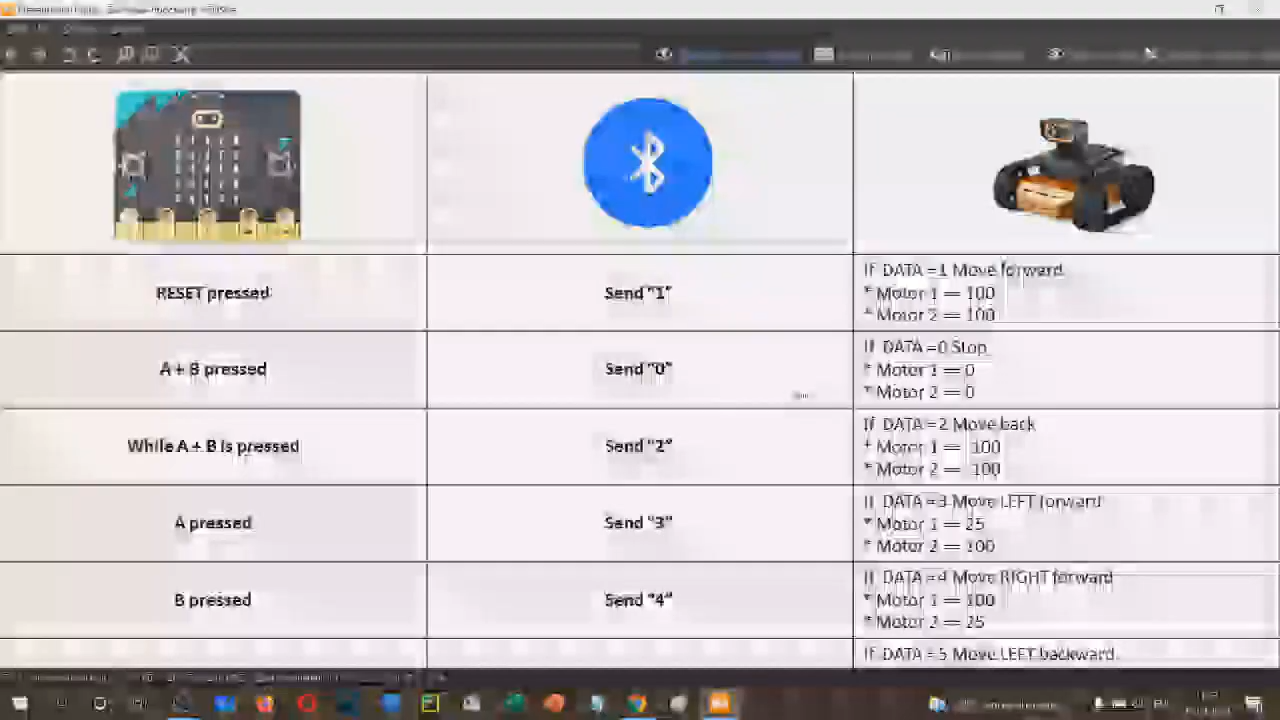 RESET pressed
Send "1"
If DATA =1 Move forward
* Motor 1 = 100
* Motor 2 = 100
A + B pressed
Send "0"
If DATA =0 Stop
* Motor 1 = 0
* Motor 2 = 0
While A + B is pressed
Send "2"
If DATA =2 Move back
* Motor 1 = 100
* Motor 2 = 100
A pressed
Send "3"
If DATA =3 Move LEFT forward
* Motor 1 = 25
* Motor 2 = 100
B pressed
Send "4"
If DATA =4 Move RIGHT forward
* Motor 1 = 100
* Motor 2 = 25
If DATA =5 Move LEFT backward